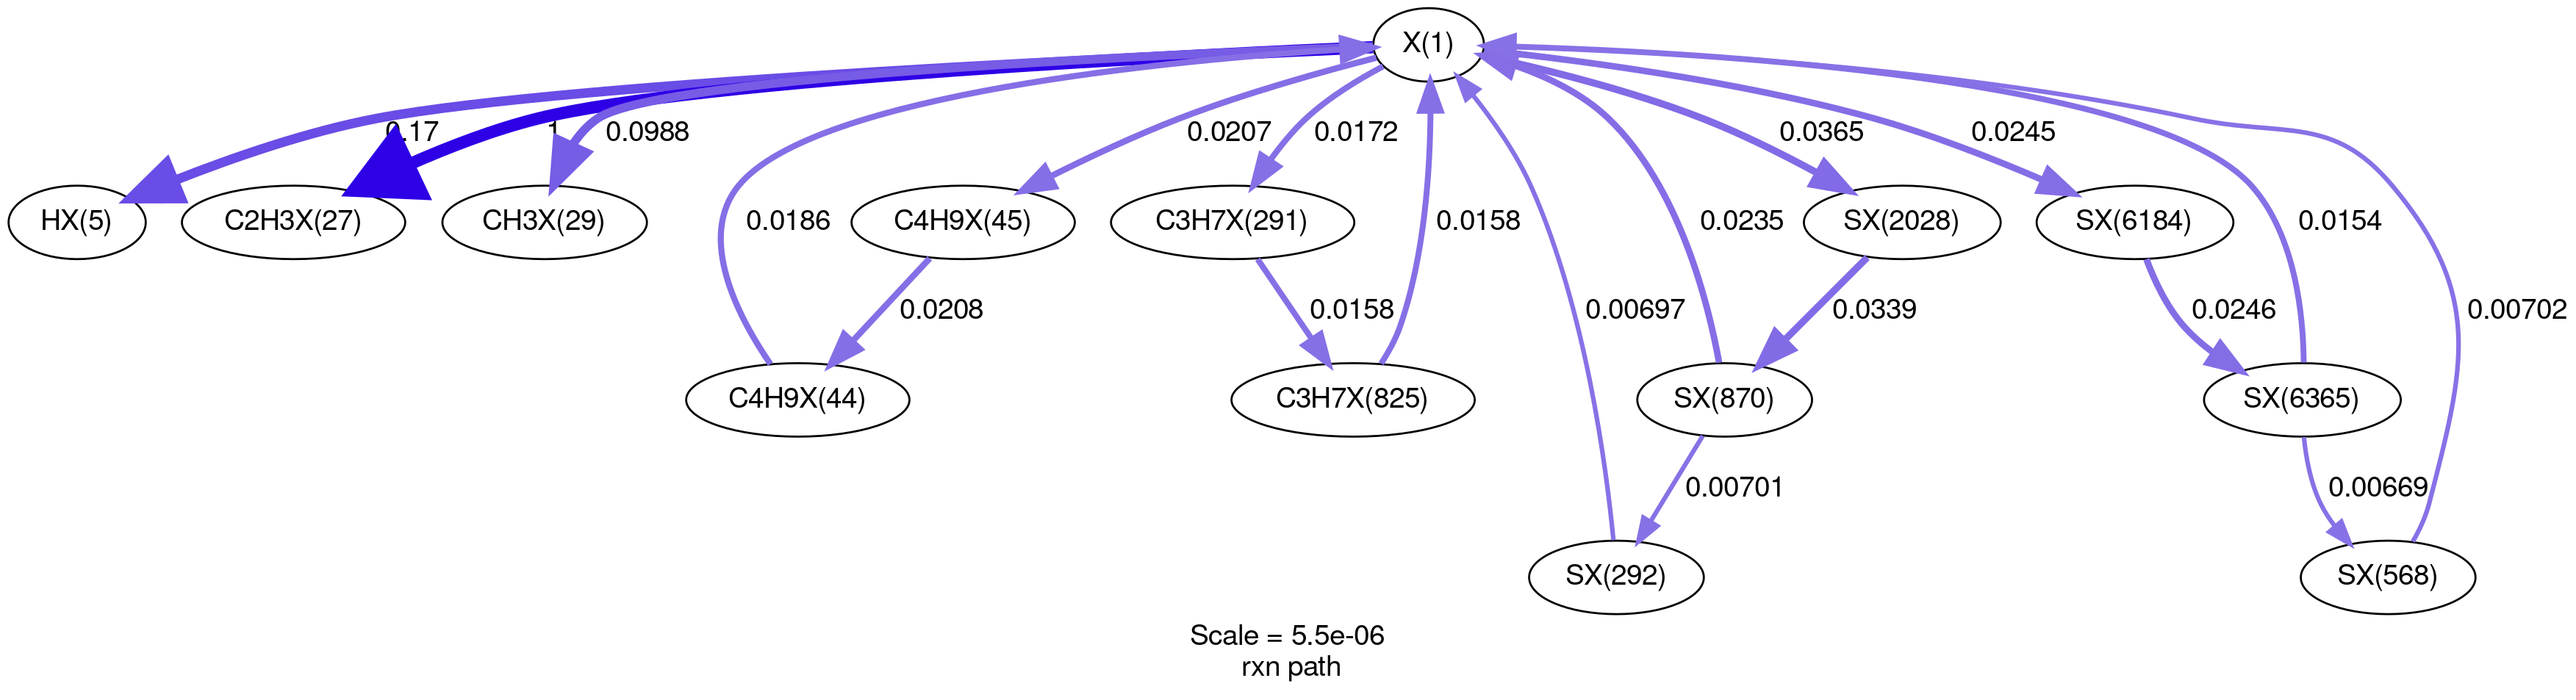 X(1)
0.17
1
0.0988
0.0207
0.0172
0.0365
0.0245
HX(5)
C2H3X(27)
CH3X(29)
0.0186
C4H9X(45)
C3H7X(291)
0.0158
0.0235
SX(2028)
SX(6184)
0.0154
0.0208
0.0158
0.00697
0.0339
0.0246
0.00702
C4H9X(44)
C3H7X(825)
SX(870)
SX(6365)
0.00701
0.00669
SX(292)
SX(568)
Scale = 5.5e-06
rxn path